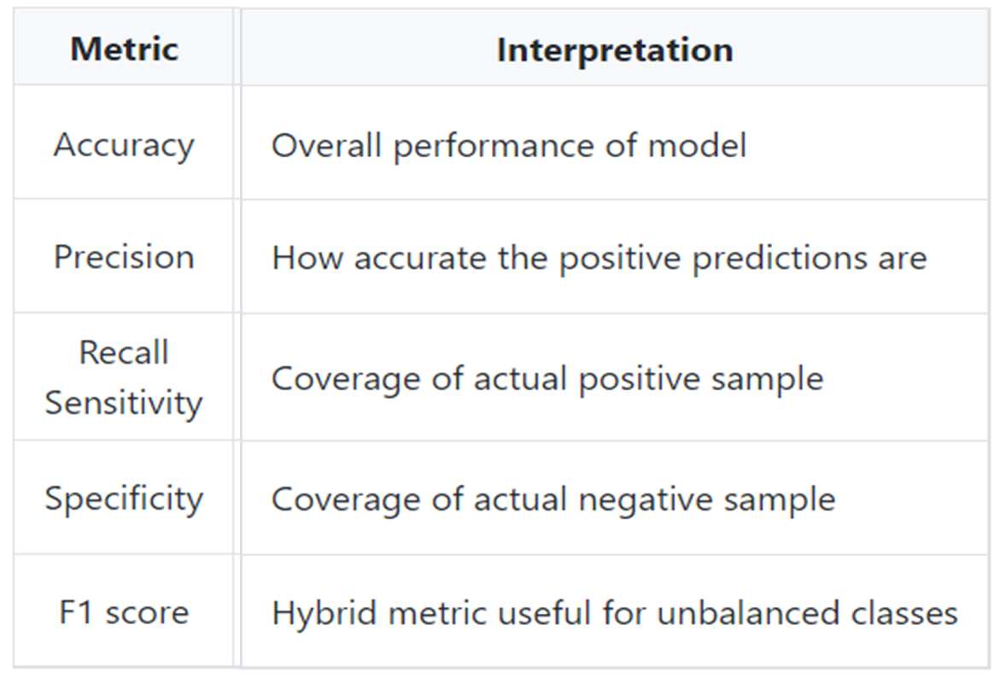 Metric Interpretation
Accuracy Overall performance of model
Precision How accurate the positive predictions are
Recall
Sensitivity
Coverage of actual positive sample
Specificity Coverage of actual negative sample
F1 score Hybrid metric useful for unbalanced classes